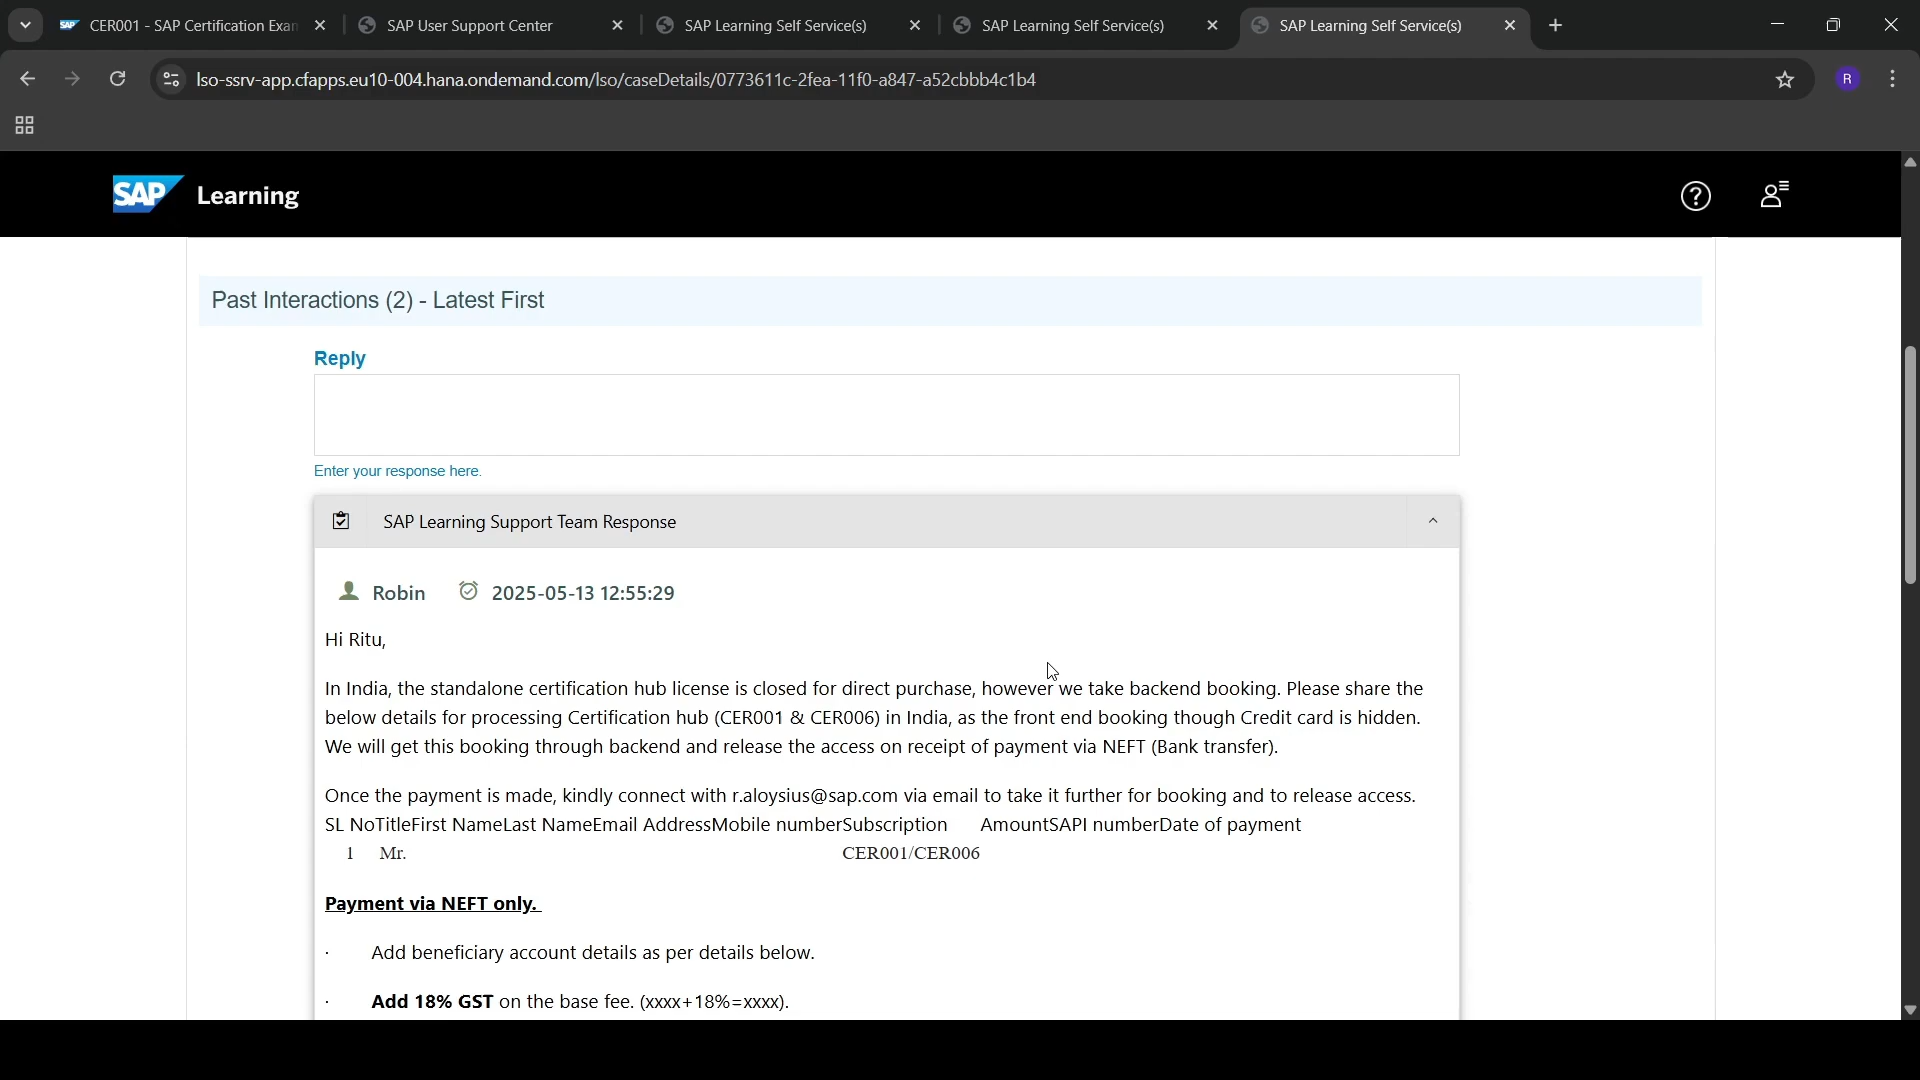 CER001 - SAP Certification Exam
SAP User Support Center
SAP Learning Self Service(s)
SAP Learning Self Service(s)
SAP Learning Self Service(s)
lso-ssrv-app.cfapps.eu10-004.hana.ondemand.com/lso/caseDetails/0773611c-2fea-11f0-a847-a52cbbb4c1b4
R
SAP Learning
Past Interactions (2) - Latest First
Reply
Enter your response here.
SAP Learning Support Team Response
Robin 2025-05-13 12:55:29
Hi Ritu,
In India, the standalone certification hub license is closed for direct purchase, however we take backend booking. Please share the
below details for processing Certification hub (CER001 & CER006) in India, as the front end booking though Credit card is hidden.
We will get this booking through backend and release the access on receipt of payment via NEFT (Bank transfer).
Once the payment is made, kindly connect with r.aloysius@sap.com via email to take it further for booking and to release access.
SL NoTitleFirst NameLast NameEmail AddressMobile numberSubscription AmountSAPI numberDate of payment
1 Mr. CER001/CER006
Payment via NEFT only.
· Add beneficiary account details as per details below.
· Add 18% GST on the base fee. (xxxx+18%=xxxx).